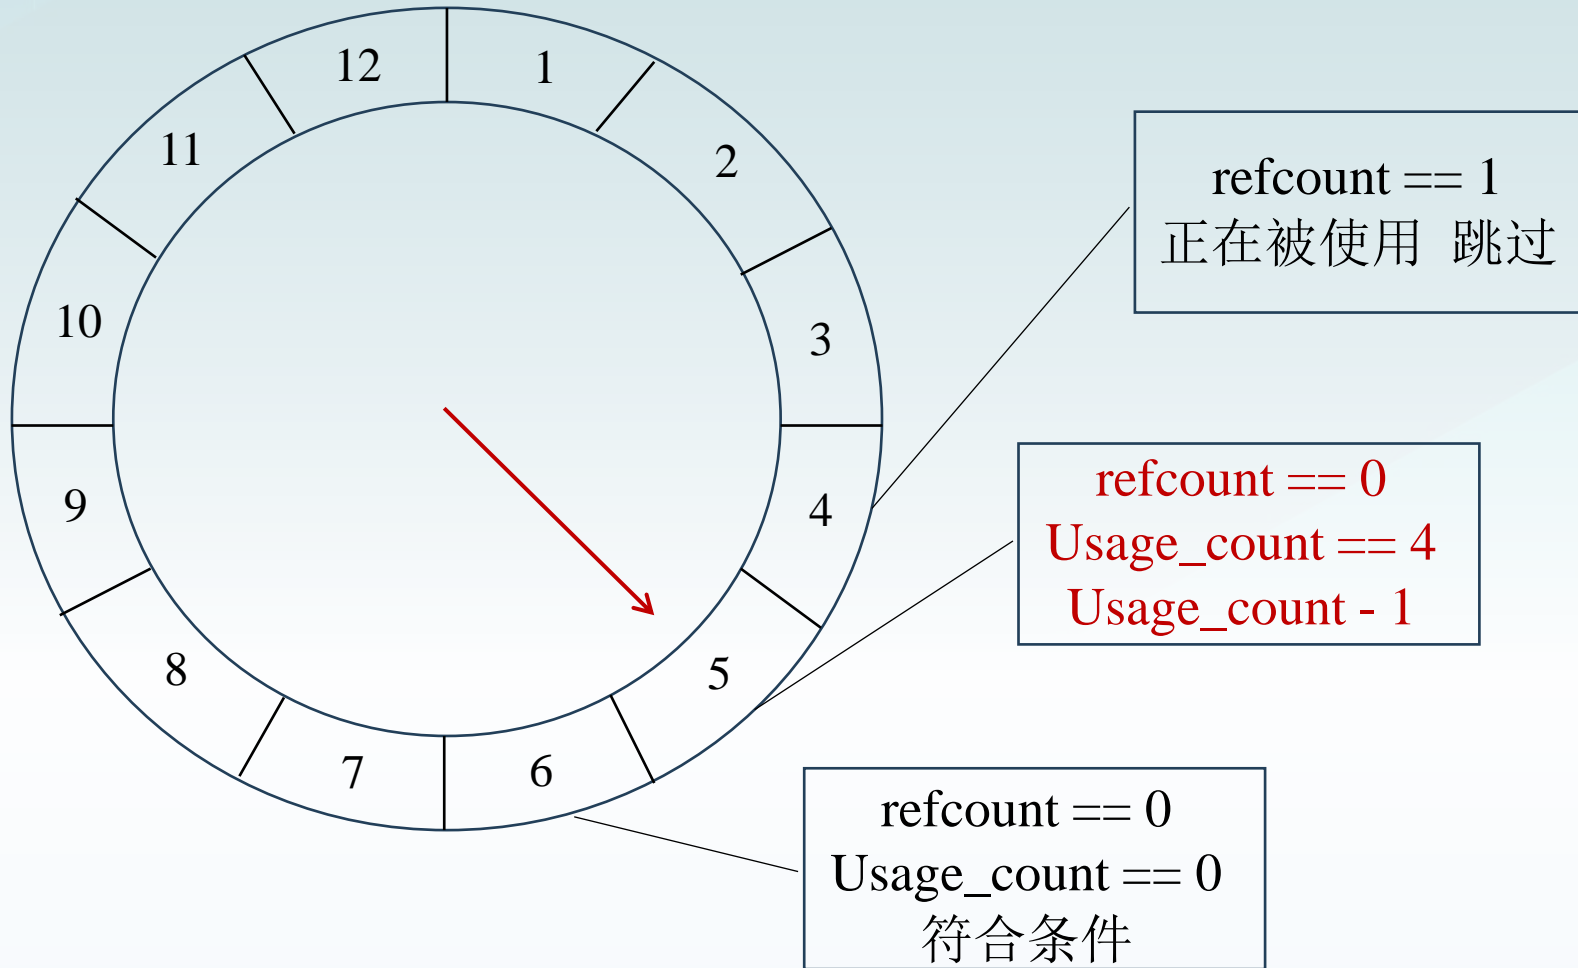 12
1
11
2
10
3
9
4
8
5
7
6
refcount == 1
正在被使用 跳过
refcount == 0
Usage_count == 4
Usage_count - 1
refcount == 0
Usage_count == 0
符合条件